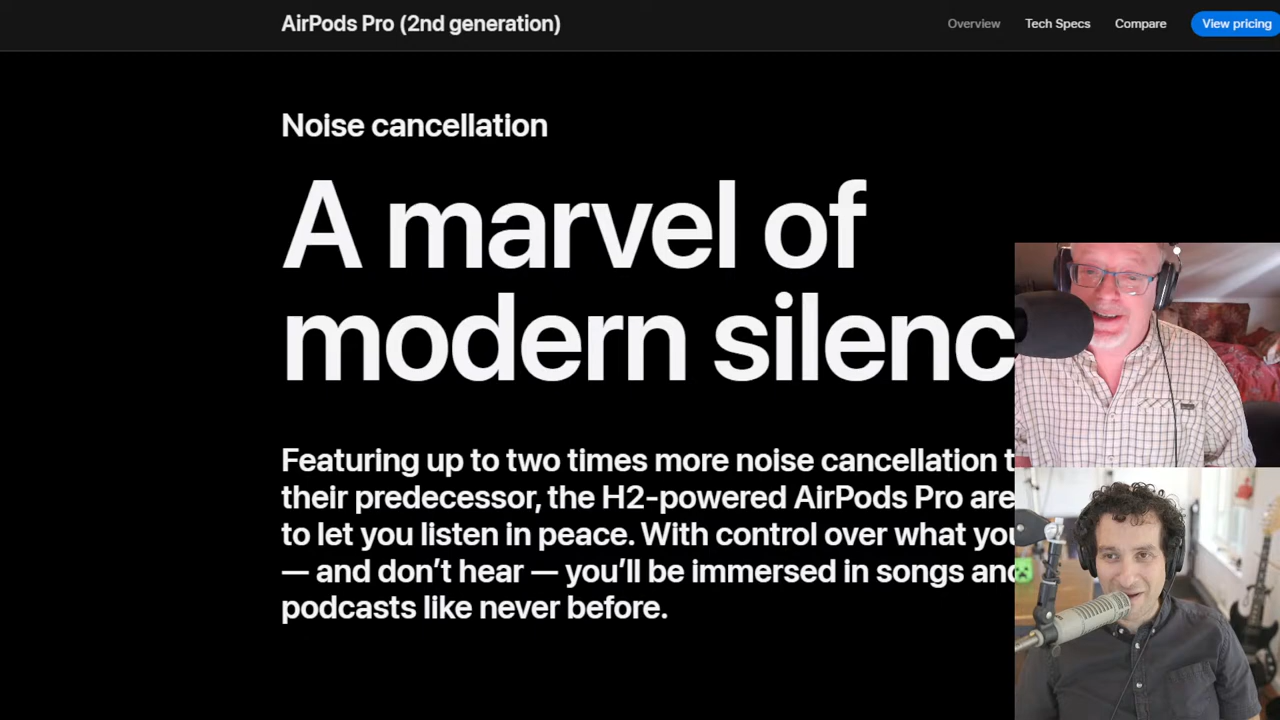 AirPods Pro (2nd generation)
Overview
Tech Specs
Compare
View pricing
Noise cancellation
A marvel of
modern silenc
Featuring up to two times more noise cancellation t
their predecessor, the H2-powered AirPods Pro are
to let you listen in peace. With control over what you
— and don’t hear — you’ll be immersed in songs and
podcasts like never before.